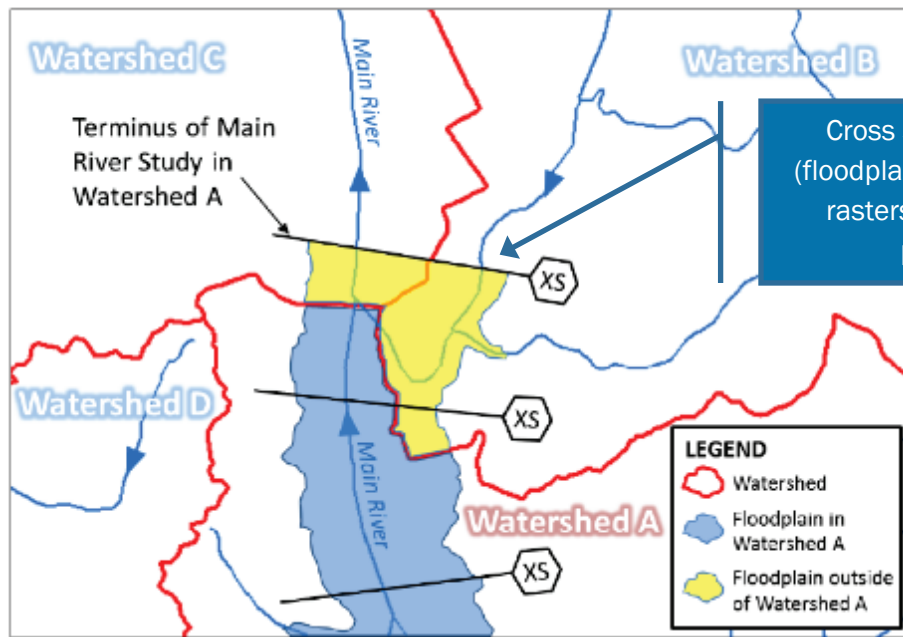 Watershed C
Main River
Watershed B
Terminus of Main
River Study in
Watershed A
Cross
rasters
XS
XS
Watershed D
Main River
Watershed A
XS
LEGEND
Watershed
Floodplain in
Watershed A
Floodplain outside
of Watershed A